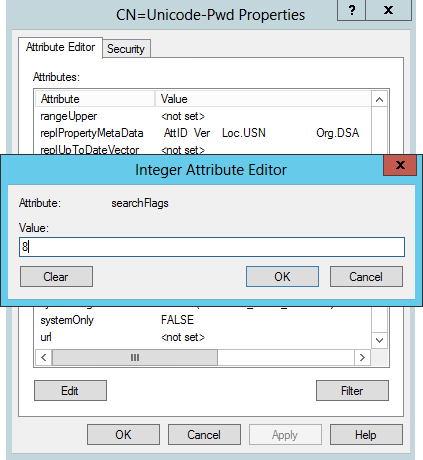 CN=Unicode-Pwd Properties
? x
Attribute Editor Security
Attributes:
Attribute Value
rangeUpper <not set>
replPropertyMetaData AttID Ver Loc.USN Org.DSA
replUpToDateVector <not set>
Integer Attribute Editor x
Attribute: searchFlags
Value:
8
Clear OK Cancel
systemOnly FALSE
url <not set>
Edit Filter
OK Cancel Apply Help